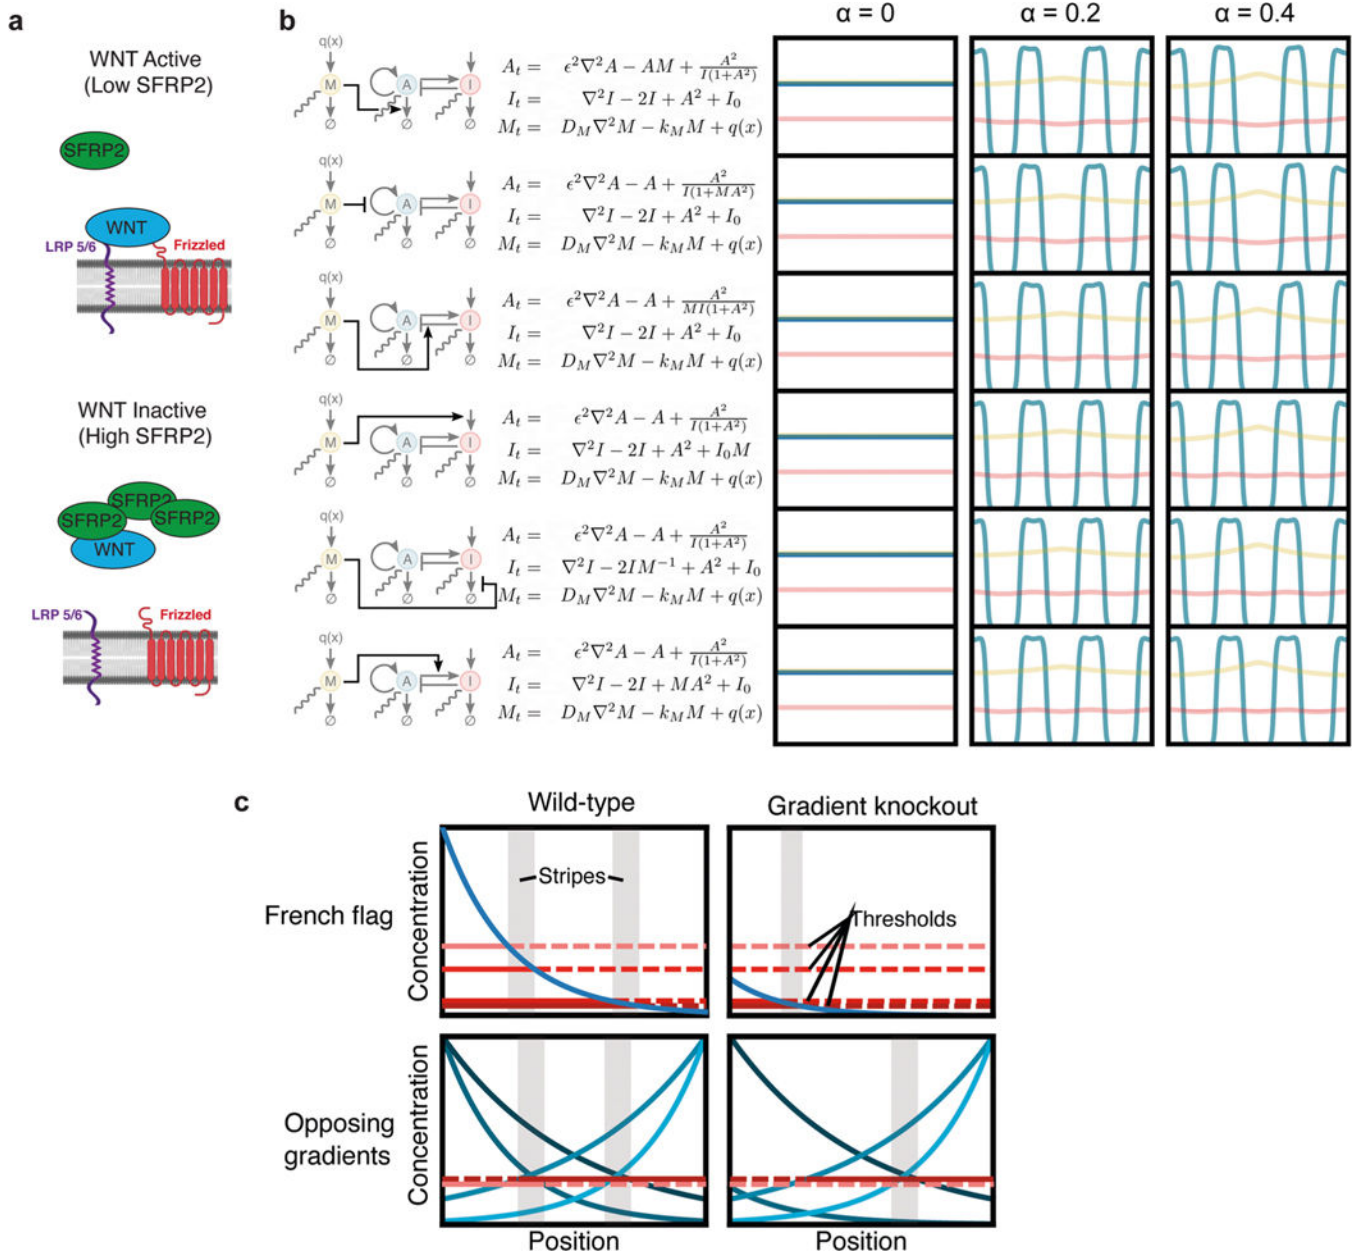 a
WNT Active
(Low SFRP2)
SFRP2
WNT
LRP 5/6
Frizzled
WNT Inactive
(High SFRP2)
SFRP2
SFRP2
SFRP2
WNT
LRP 5/6
Frizzled
b
α = 0
α = 0.2
α = 0.4
q(x)
M A I
∅ ∅ ∅
A_t = ϵ²∇²A − AM + A²/(I(1+A²))
I_t = ∇²I − 2I + A² + I₀
M_t = D_M∇²M − k_M M + q(x)
q(x)
M A I
∅ ∅ ∅
A_t = ϵ²∇²A − A + A²/(I(1+MA²))
I_t = ∇²I − 2I + A² + I₀
M_t = D_M∇²M − k_M M + q(x)
q(x)
M A I
∅ ∅ ∅
A_t = ϵ²∇²A − A + A²/(MI(1+A²))
I_t = ∇²I − 2I + A² + I₀
M_t = D_M∇²M − k_M M + q(x)
q(x)
M A I
∅ ∅ ∅
A_t = ϵ²∇²A − A + A²/(I(1+A²))
I_t = ∇²I − 2I + A² + I₀M
M_t = D_M∇²M − k_M M + q(x)
q(x)
M A I
∅ ∅ ∅
A_t = ϵ²∇²A − A + A²/(I(1+A²))
I_t = ∇²I − 2IM⁻¹ + A² + I₀
M_t = D_M∇²M − k_M M + q(x)
q(x)
M A I
∅ ∅ ∅
A_t = ϵ²∇²A − A + A²/(I(1+A²))
I_t = ∇²I − 2I + MA² + I₀
M_t = D_M∇²M − k_M M + q(x)
c
Wild-type
Gradient knockout
French flag
Concentration
Stripes
Thresholds
Opposing
gradients
Concentration
Position
Position